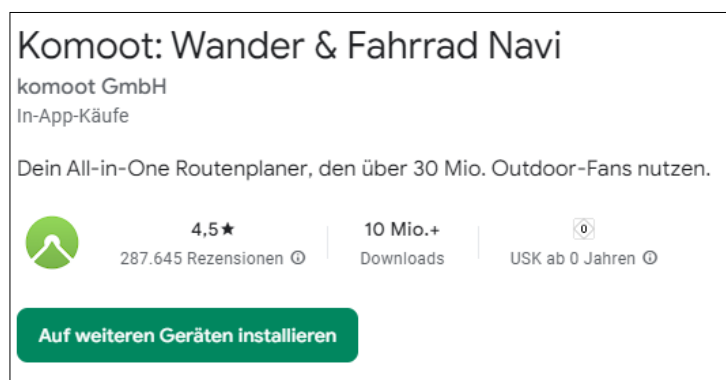 Komoot: Wander & Fahrrad Navi
komoot GmbH
In-App-Käufe
Dein All-in-One Routenplaner, den über 30 Mio. Outdoor-Fans nutzen.
4,5★
287.645 Rezensionen
10 Mio.+
Downloads
0
USK ab 0 Jahren
Auf weiteren Geräten installieren